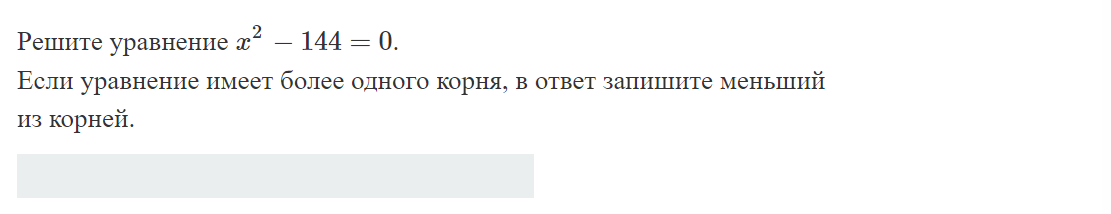 Решите уравнение x² − 144 = 0.
Если уравнение имеет более одного корня, в ответ запишите меньший
из корней.